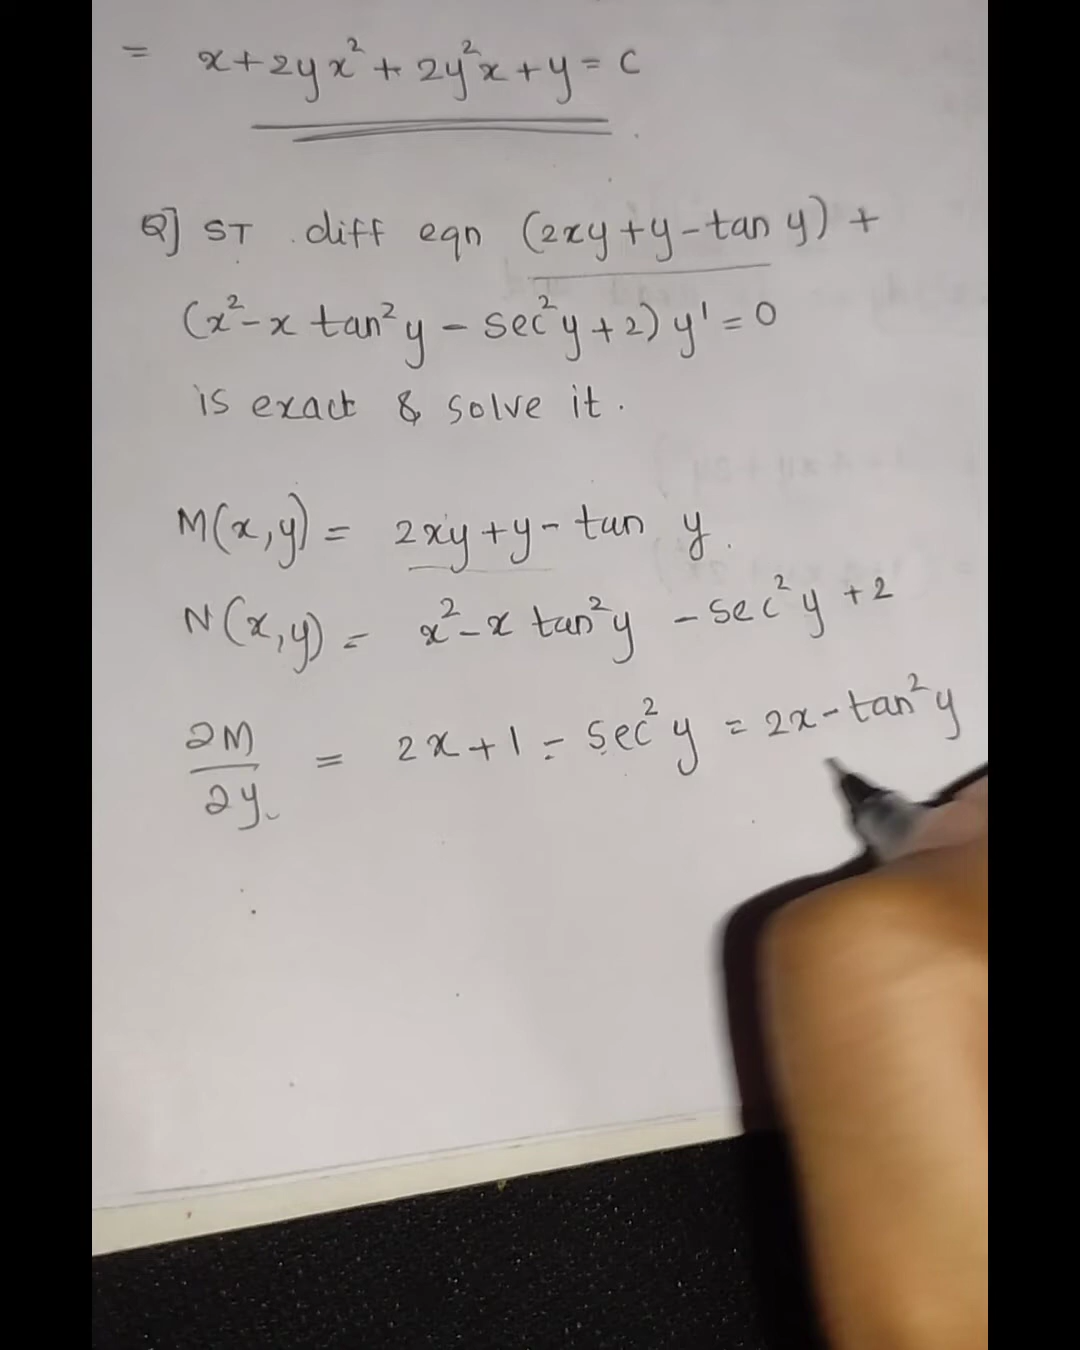 = x+2yx²+2y²x+y=c
Q] ST diff eqn (2xy+y-tan y)+
(x²-x tan²y - sec²y+2)y'=0
is exact & solve it.
M(x,y) = 2xy+y-tan y.
N(x,y) = x²-x tan²y - sec²y+2
∂M/∂y = 2x+1-sec²y = 2x-tan²y